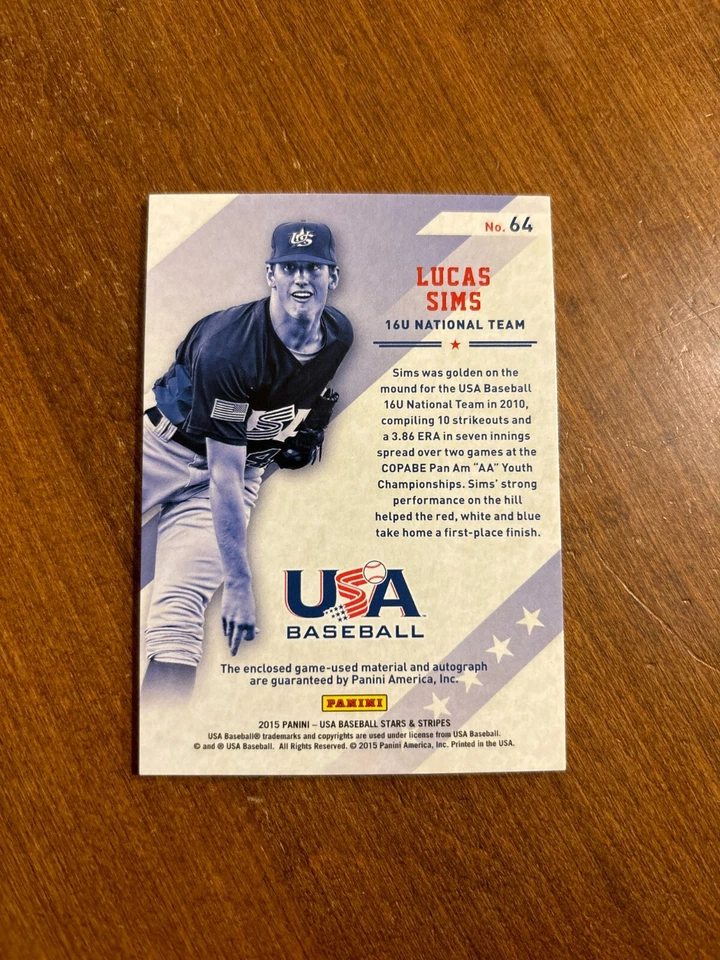 No. 64
LUCAS
SIMS
16U NATIONAL TEAM
Sims was golden on the
mound for the USA Baseball
16U National Team in 2010,
compiling 10 strikeouts and
a 3.86 ERA in seven innings
spread over two games at the
COPABE Pan Am "AA" Youth
Championships. Sims' strong
performance on the hill
helped the red, white and blue
take home a first-place finish.
USA
USA
BASEBALL
The enclosed game-used material and autograph
are guaranteed by Panini America, Inc.
PANINI
2015 PANINI – USA BASEBALL STARS & STRIPES
USA Baseball® trademarks and copyrights are used under license from USA Baseball.
© and ® USA Baseball. All Rights Reserved. © 2015 Panini America, Inc. Printed in the USA.